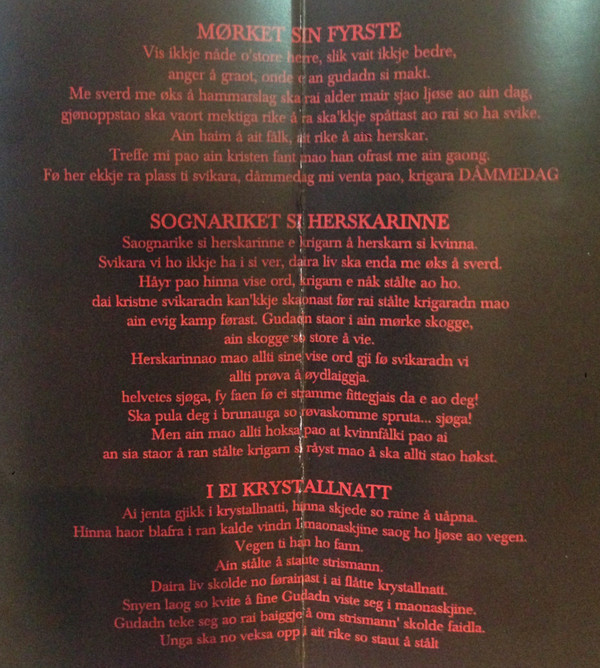 MØRKET SIN FYRSTE
Vis ikkje nåde o'store herre, slik vait ikkje bedre,
anger å graot, onde e an gudadn si makt.
Me sverd me øks å hammarslag ska rai alder mair sjao ljøse ao ain dag,
gjønoppstao ska vaort mektiga rike å ra ska'kkje spåttast ao rai so ha svike.
Ain haim å ait fålk, ait rike å ain herskar.
Treffe mi pao ain kristen fant mao han ofrast me ain gaong.
Fø her ekkje ra plass ti svikara, dåmmedag mi venta pao, krigara DÅMMEDAG
SOGNARIKET SI HERSKARINNE
Saognarike si herskarinne e krigarn å herskarn si kvinna.
Svikara vi ho ikkje ha i si ver, daira liv ska enda me øks å sverd.
Håyr pao hinna vise ord, krigarn e nåk stålte ao ho.
dai kristne svikaradn kan'kkje skaonast før rai stålte krigaradn mao
ain evig kamp førast. Gudadn staor i ain mørke skogge,
ain skogge so store å vie.
Herskarinnao mao allti sine vise ord gji fø svikaradn vi
allti prøva å øydlaiggja.
helvetes sjøga, fy faen fø ei stramme fittegjais da e ao deg!
Ska pula deg i brunauga so røvaskomme spruta... sjøga!
Men ain mao allti hoksa pao at kvinnfålki pao ai
an sia staor å ran stålte krigarn si råyst mao å ska allti stao høkst.
I EI KRYSTALLNATT
Ai jenta gjikk i krystallnatti, hinna skjede so raine å uåpna.
Hinna haor blafra i ran kalde vindn I maonaskjine saog ho ljøse ao vegen.
Vegen ti han ho fann.
Ain stålte å staute strismann.
Daira liv skolde no førainast i ai flåtte krystallnatt.
Snyen laog so kvite å fine Gudadn viste seg i maonaskjine.
Gudadn teke seg ao rai baiggje å om strismann' skolde faidla.
Unga ska no veksa opp i ait rike so staut å stålt